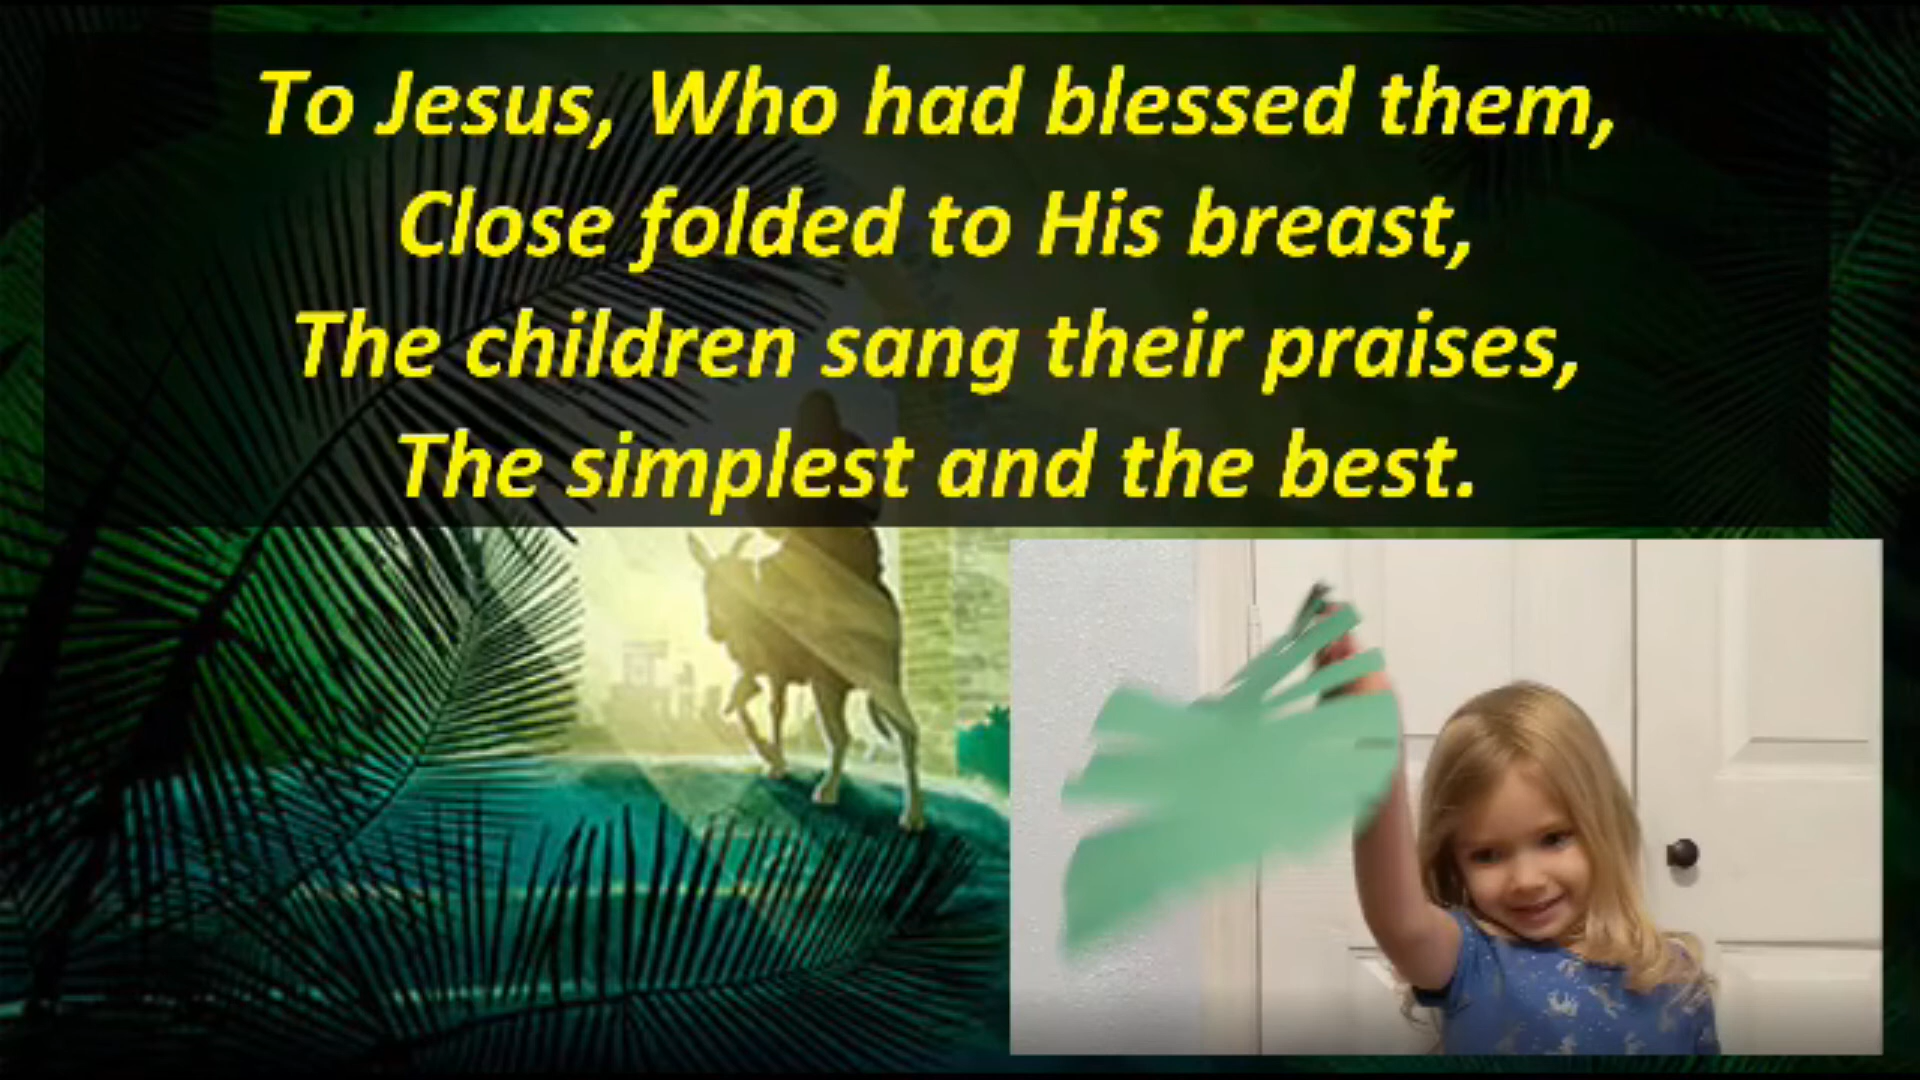 To Jesus, Who had blessed them,
Close folded to His breast,
The children sang their praises,
The simplest and the best.